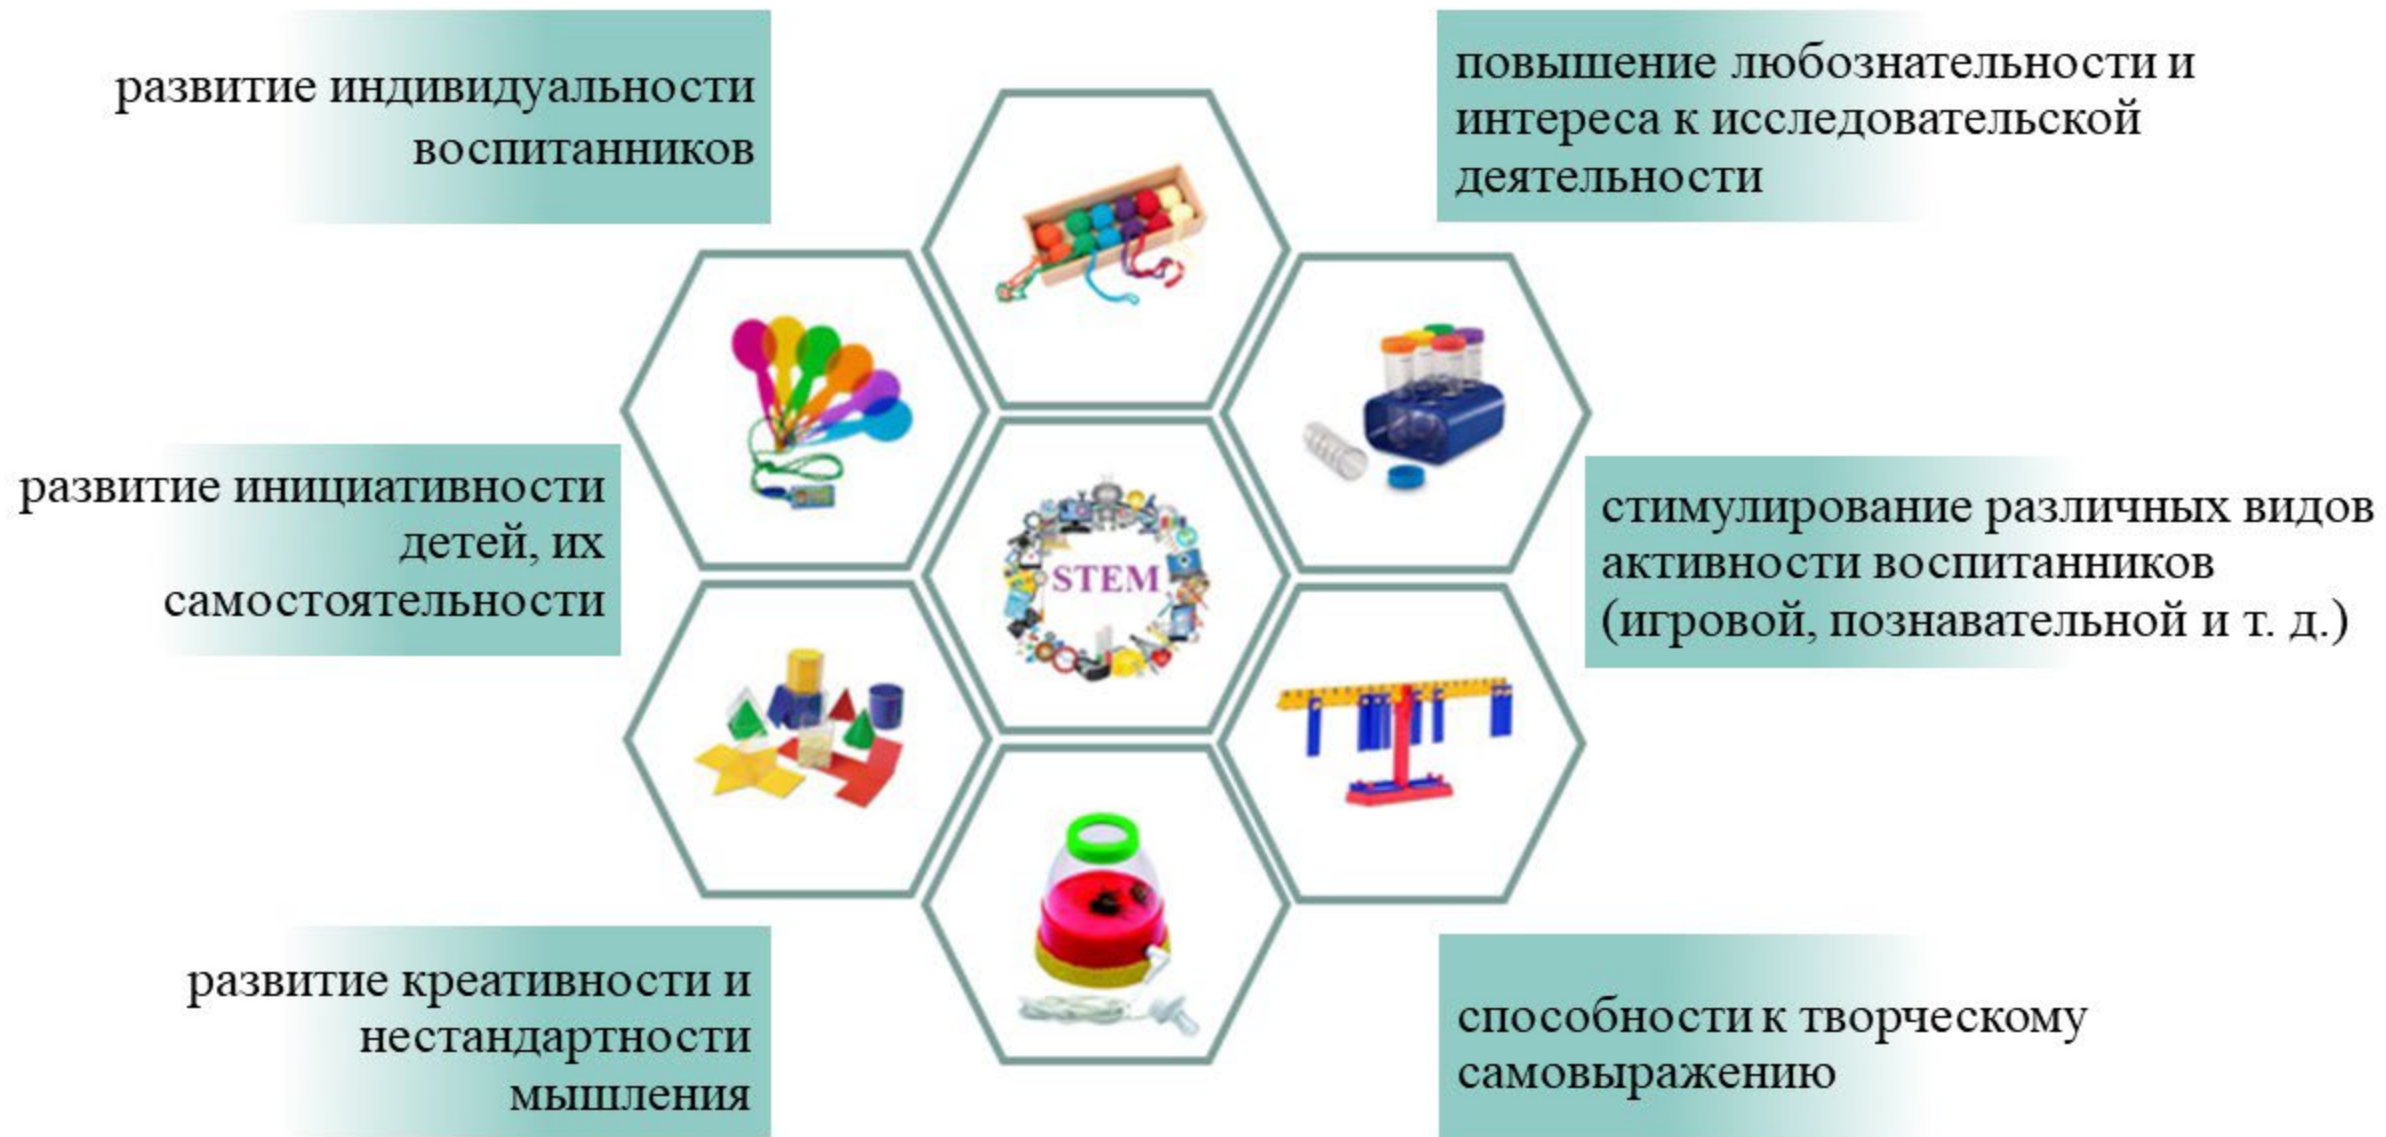 развитие индивидуальности
воспитанников
повышение любознательности и
интереса к исследовательской
деятельности
развитие инициативности
детей, их
самостоятельности
STEM
стимулирование различных видов
активности воспитанников
(игровой, познавательной и т. д.)
развитие креативности и
нестандартности
мышления
способности к творческому
самовыражению